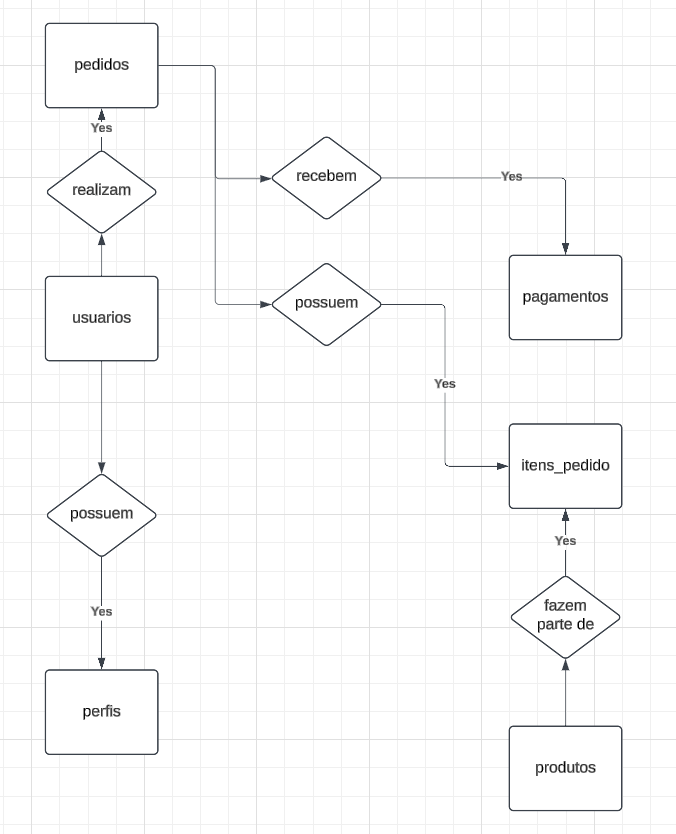 pedidos
Yes
realizam
recebem
Yes
usuarios
possuem
pagamentos
Yes
itens_pedido
possuem
Yes
Yes
fazem
parte de
perfis
produtos